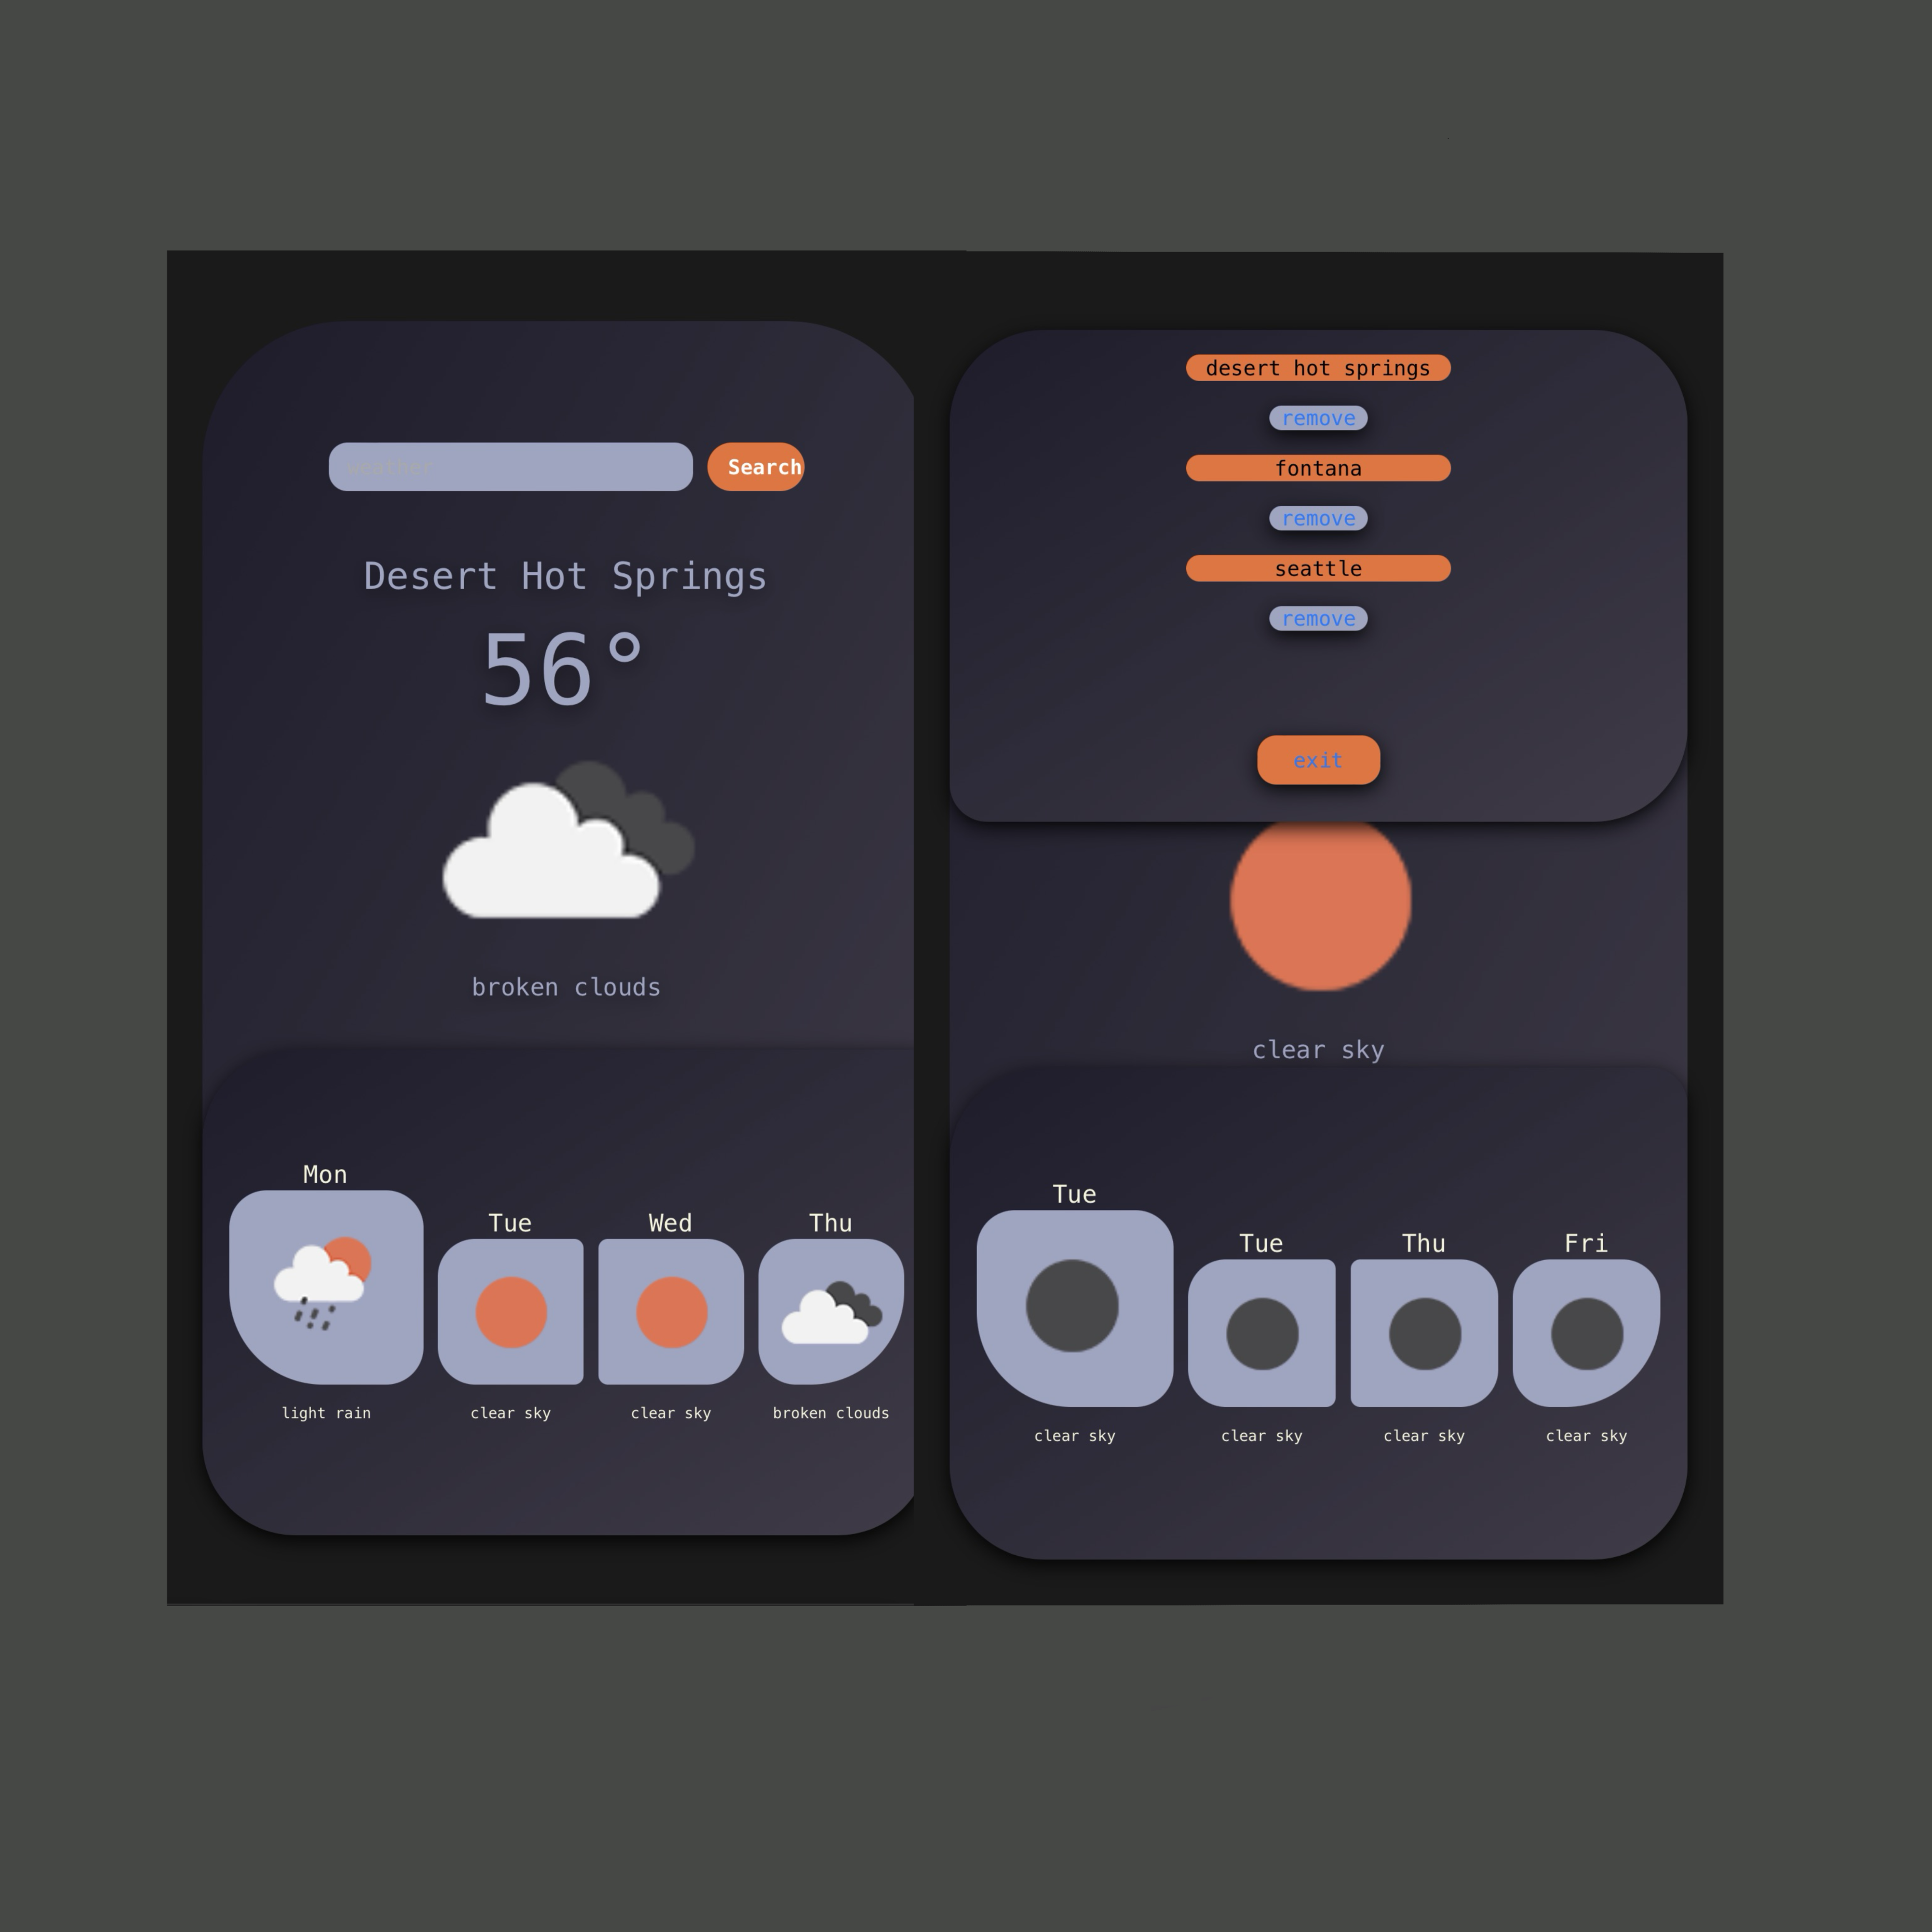 Search
Desert Hot Springs
56°
broken clouds
Mon
Tue
Wed
Thu
light rain
clear sky
clear sky
broken clouds
desert hot springs
remove
fontana
remove
seattle
remove
exit
clear sky
Tue
Tue
Thu
Fri
clear sky
clear sky
clear sky
clear sky